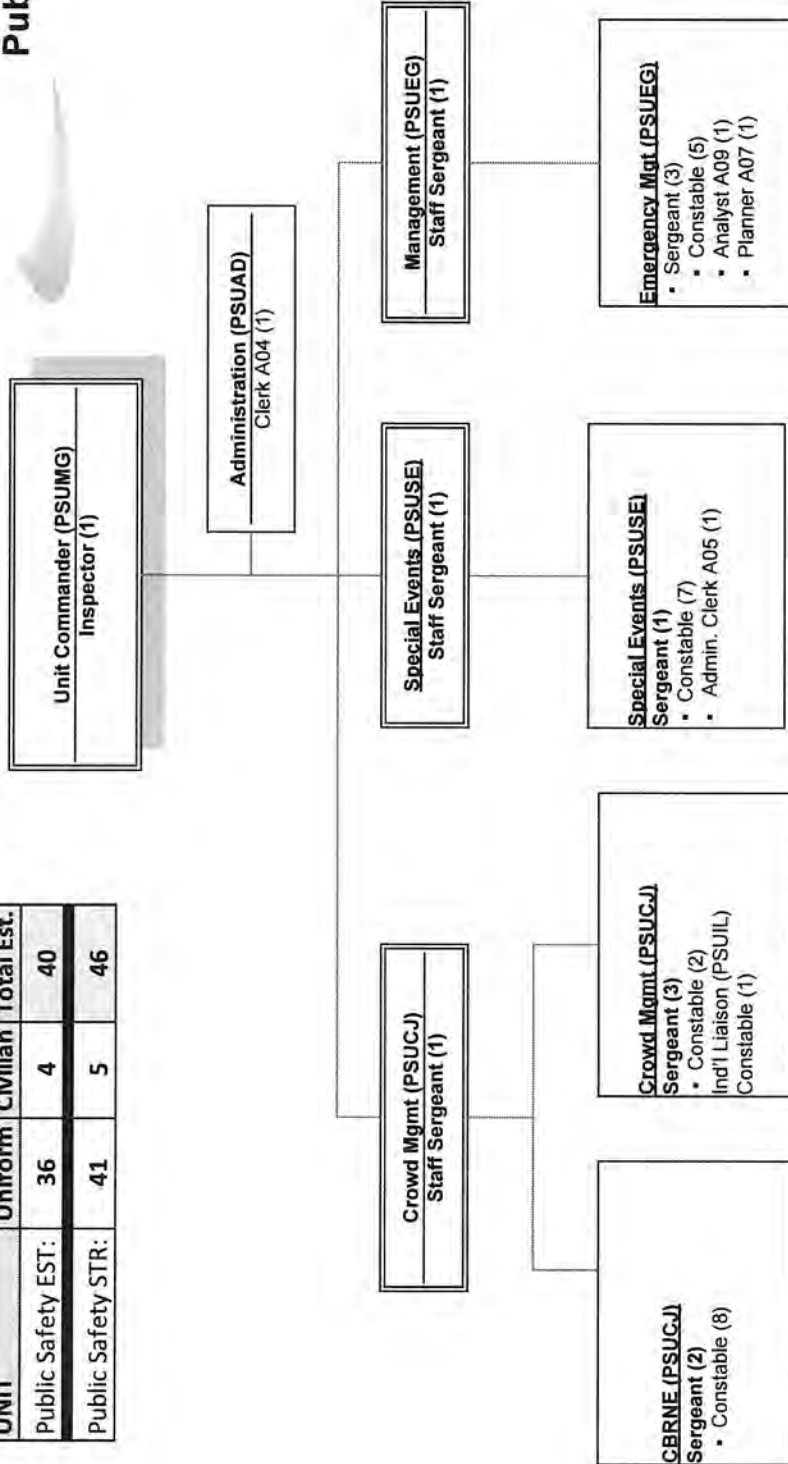 Pub
UNIT Uniform Civilian Total Est.
Public Safety EST: 36 4 40
Public Safety STR: 41 5 46
Unit Commander (PSUMG)
Inspector (1)
Administration (PSUAD)
Clerk A04 (1)
Crowd Mgmt (PSUCJ)
Staff Sergeant (1)
Special Events (PSUSE)
Staff Sergeant (1)
Management (PSUEG)
Staff Sergeant (1)
CBRNE (PSUCJ)
Sergeant (2)
▪ Constable (8)
Crowd Mgmt (PSUCJ)
Sergeant (3)
▪ Constable (2)
Ind'l Liaison (PSUIL)
Constable (1)
Special Events (PSUSE)
Sergeant (1)
▪ Constable (7)
▪ Admin. Clerk A05 (1)
Emergency Mgt (PSUEG)
▪ Sergeant (3)
▪ Constable (5)
▪ Analyst A09 (1)
▪ Planner A07 (1)